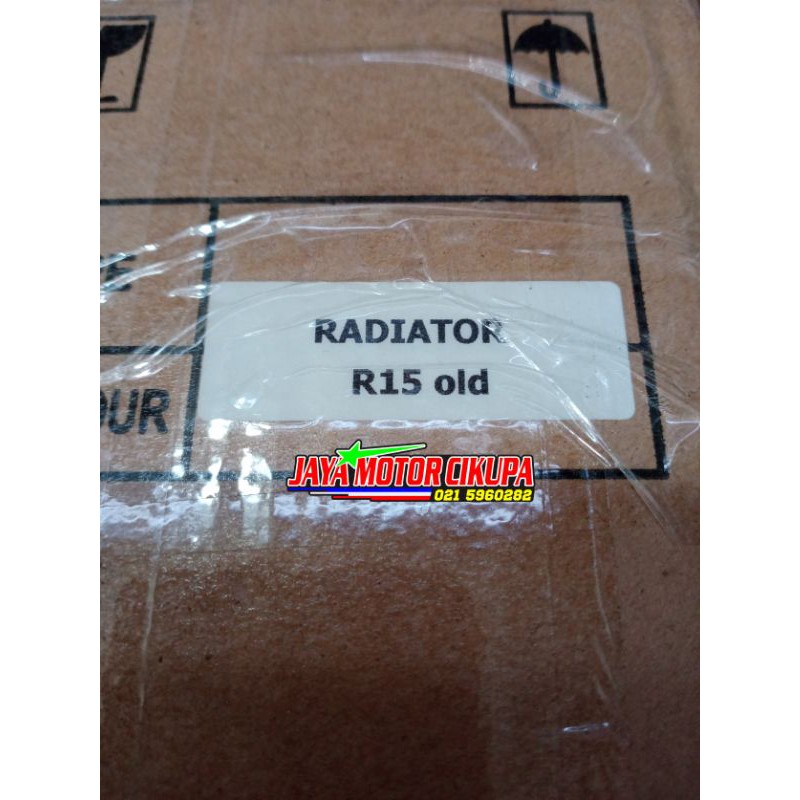 RADIATOR
R15 old
OUR
JAYA MOTOR CIKUPA
021 5960282